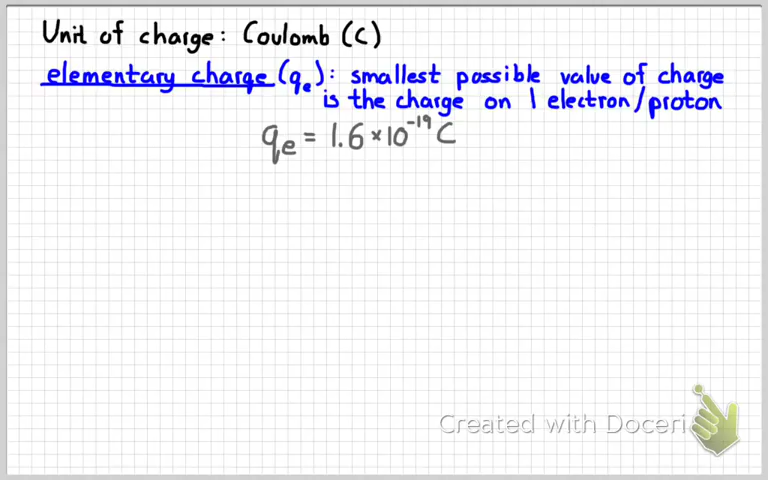 Unit of charge: Coulomb (C)
elementary charge (qₑ): smallest possible value of charge
is the charge on 1 electron/proton
qₑ = 1.6 × 10⁻¹⁹ C
Created with Doceri